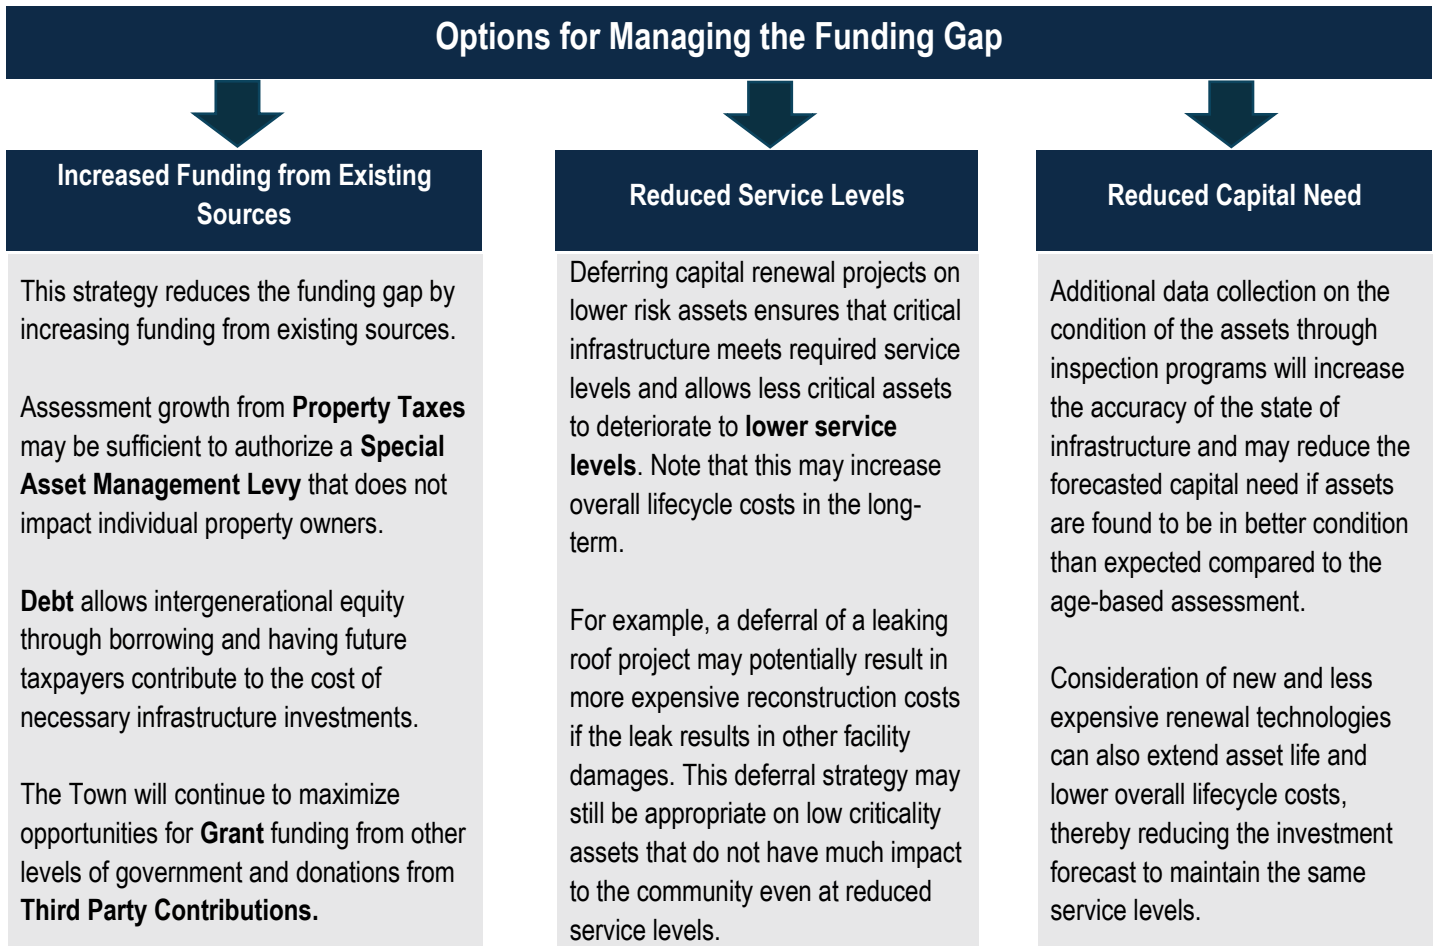 Options for Managing the Funding Gap
Increased Funding from Existing
Sources
This strategy reduces the funding gap by
increasing funding from existing sources.
Assessment growth from Property Taxes
may be sufficient to authorize a Special
Asset Management Levy that does not
impact individual property owners.
Debt allows intergenerational equity
through borrowing and having future
taxpayers contribute to the cost of
necessary infrastructure investments.
The Town will continue to maximize
opportunities for Grant funding from other
levels of government and donations from
Third Party Contributions.
Reduced Service Levels
Deferring capital renewal projects on
lower risk assets ensures that critical
infrastructure meets required service
levels and allows less critical assets
to deteriorate to lower service
levels. Note that this may increase
overall lifecycle costs in the long-
term.
For example, a deferral of a leaking
roof project may potentially result in
more expensive reconstruction costs
if the leak results in other facility
damages. This deferral strategy may
still be appropriate on low criticality
assets that do not have much impact
to the community even at reduced
service levels.
Reduced Capital Need
Additional data collection on the
condition of the assets through
inspection programs will increase
the accuracy of the state of
infrastructure and may reduce the
forecasted capital need if assets
are found to be in better condition
than expected compared to the
age-based assessment.
Consideration of new and less
expensive renewal technologies
can also extend asset life and
lower overall lifecycle costs,
thereby reducing the investment
forecast to maintain the same
service levels.